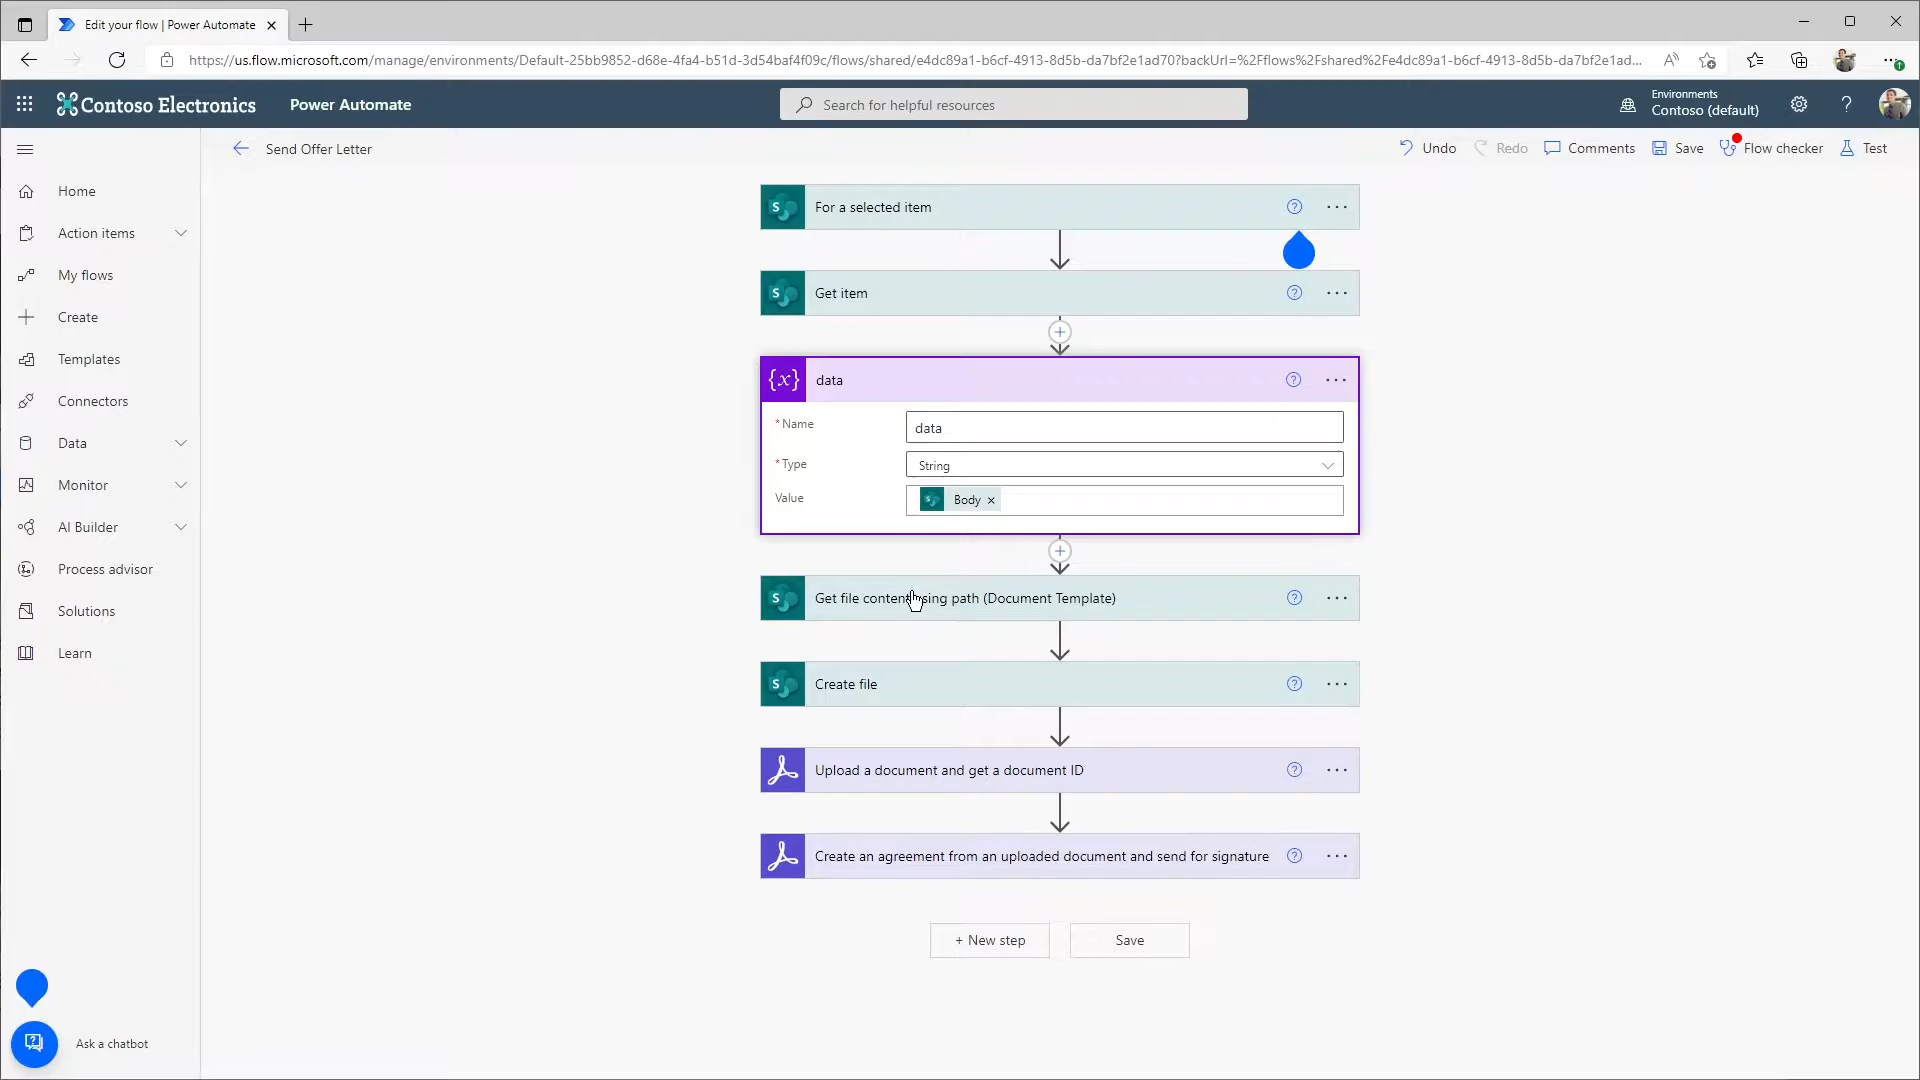 Edit your flow | Power Automate
https://us.flow.microsoft.com/manage/environments/Default-25bb9852-d68e-4fa4-b51d-3d54baf4f09c/flows/shared/e4dc89a1-b6cf-4913-8d5b-da7bf2e1ad70?backUrl=%2Fflows%2Fshared%2Fe4dc89a1-b6cf-4913-8d5b-da7bf2e1ad...
Contoso Electronics
Power Automate
Search for helpful resources
Environments
Contoso (default)
Send Offer Letter
Undo
Redo
Comments
Save
Flow checker
Test
Home
Action items
My flows
Create
Templates
Connectors
Data
Monitor
AI Builder
Process advisor
Solutions
Learn
Ask a chatbot
For a selected item
Get item
{x} data
* Name
data
* Type
String
Value
Body ×
Get file content using path (Document Template)
Create file
Upload a document and get a document ID
Create an agreement from an uploaded document and send for signature
+ New step
Save